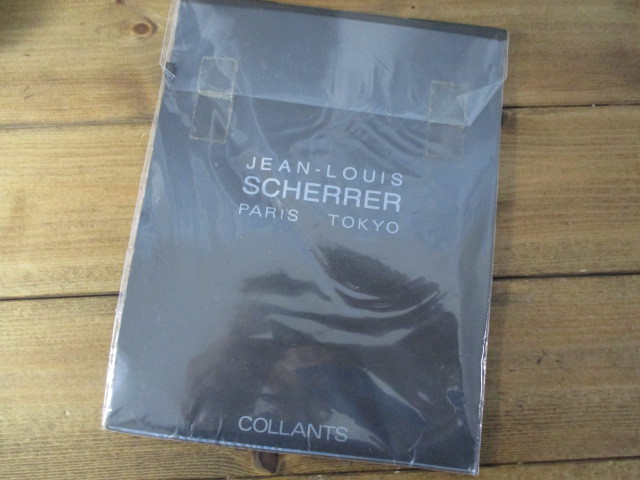 JEAN-LOUIS
SCHERRER
PARIS TOKYO
COLLANTS